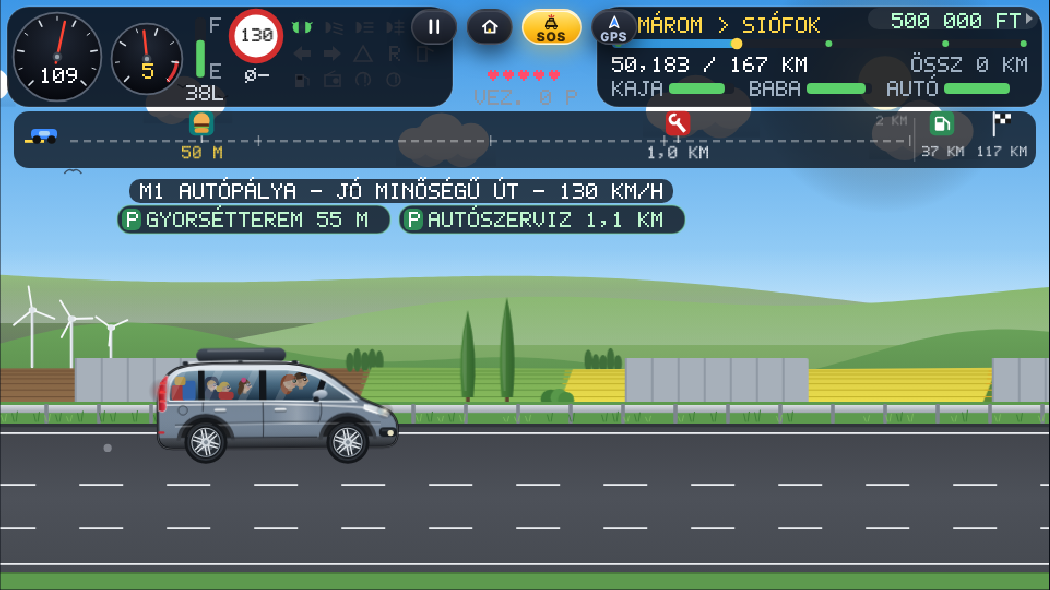 109
5
F
E
38L
130
Ø-
R
SOS
GPS
MÁROM > SIÓFOK
500 000 FT
50,183 / 167 KM
ÖSSZ 0 KM
KAJA
BABA
AUTÓ
VEZ. 0 P
50 M
1,0 KM
2 KM
37 KM
117 KM
M1 AUTÓPÁLYA - JÓ MINŐSÉGŰ ÚT - 130 KM/H
P GYORSÉTTEREM 55 M
P AUTÓSZERVIZ 1,1 KM